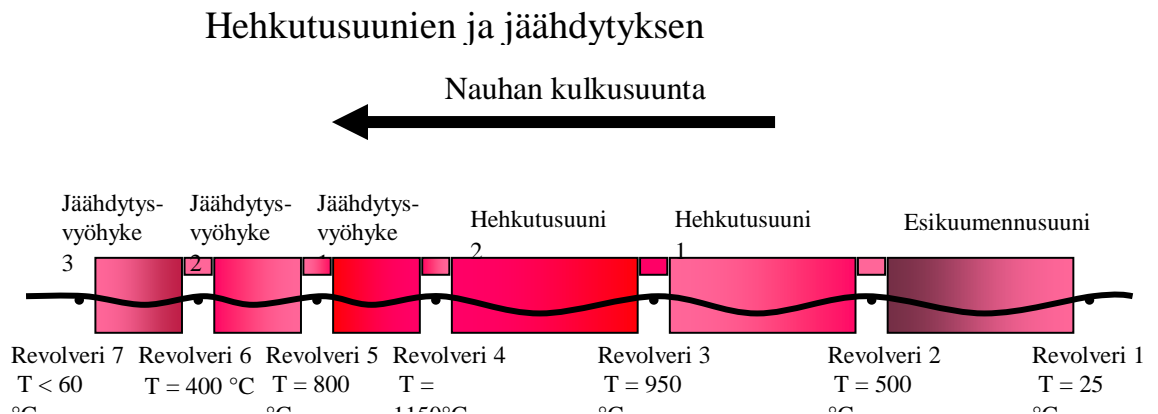 Hehkutusuunien ja jäähdytyksen
Nauhan kulkusuunta
Jäähdytys-
vyöhyke
3
Jäähdytys-
vyöhyke
2
Jäähdytys-
vyöhyke
Hehkutusuuni
2
Hehkutusuuni
1
Esikuumennusuuni
Revolveri 7
T < 60
°C
Revolveri 6
T = 400 °C
Revolveri 5
T = 800
°C
Revolveri 4
T =
1150°C
Revolveri 3
T = 950
°C
Revolveri 2
T = 500
°C
Revolveri 1
T = 25
°C